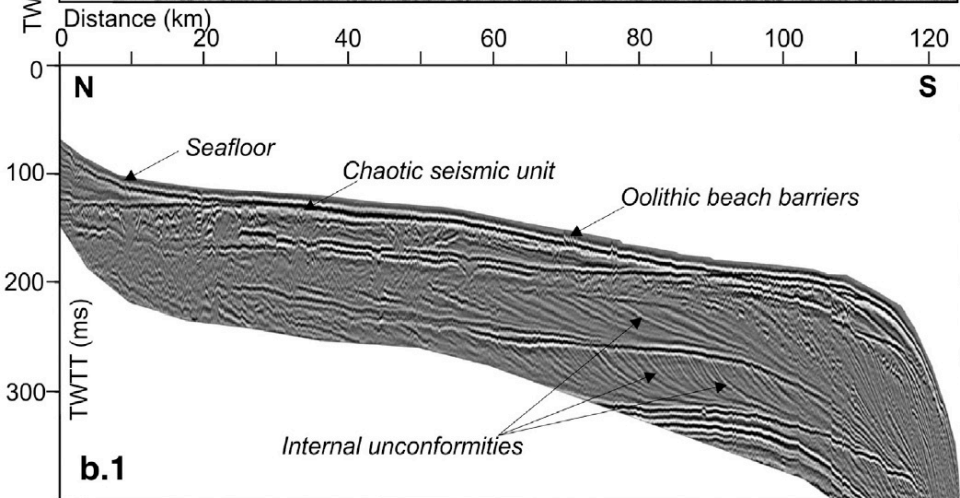 TW
Distance (km)
0 20 40 60 80 100 120
0
N S
Seafloor
100
Chaotic seismic unit
Oolithic beach barriers
200
TWTT (ms)
300
Internal unconformities
b.1